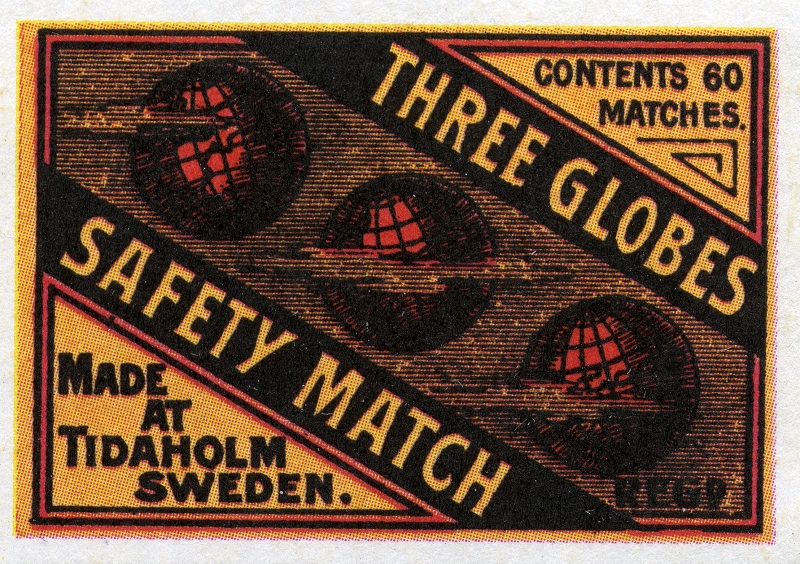 THREE GLOBES
CONTENTS 60
MATCHES.
SAFETY MATCH
MADE
AT
TIDAHOLM
SWEDEN.
REGD.